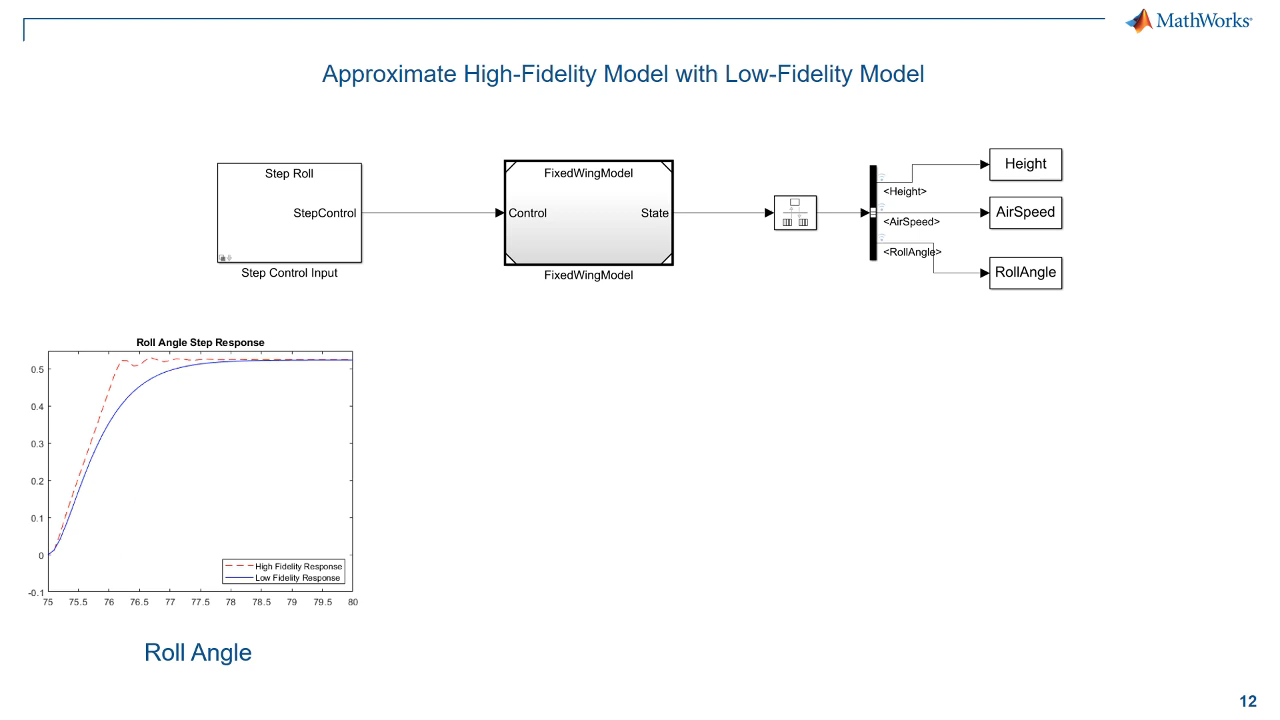 MathWorks®
Approximate High-Fidelity Model with Low-Fidelity Model
Step Roll
StepControl
Step Control Input
FixedWingModel
Control
State
FixedWingModel
<Height>
<AirSpeed>
<RollAngle>
Height
AirSpeed
RollAngle
Roll Angle Step Response
0.5
0.4
0.3
0.2
0.1
0
-0.1
75 75.5 76 76.5 77 77.5 78 78.5 79 79.5 80
High Fidelity Response
Low Fidelity Response
Roll Angle
12